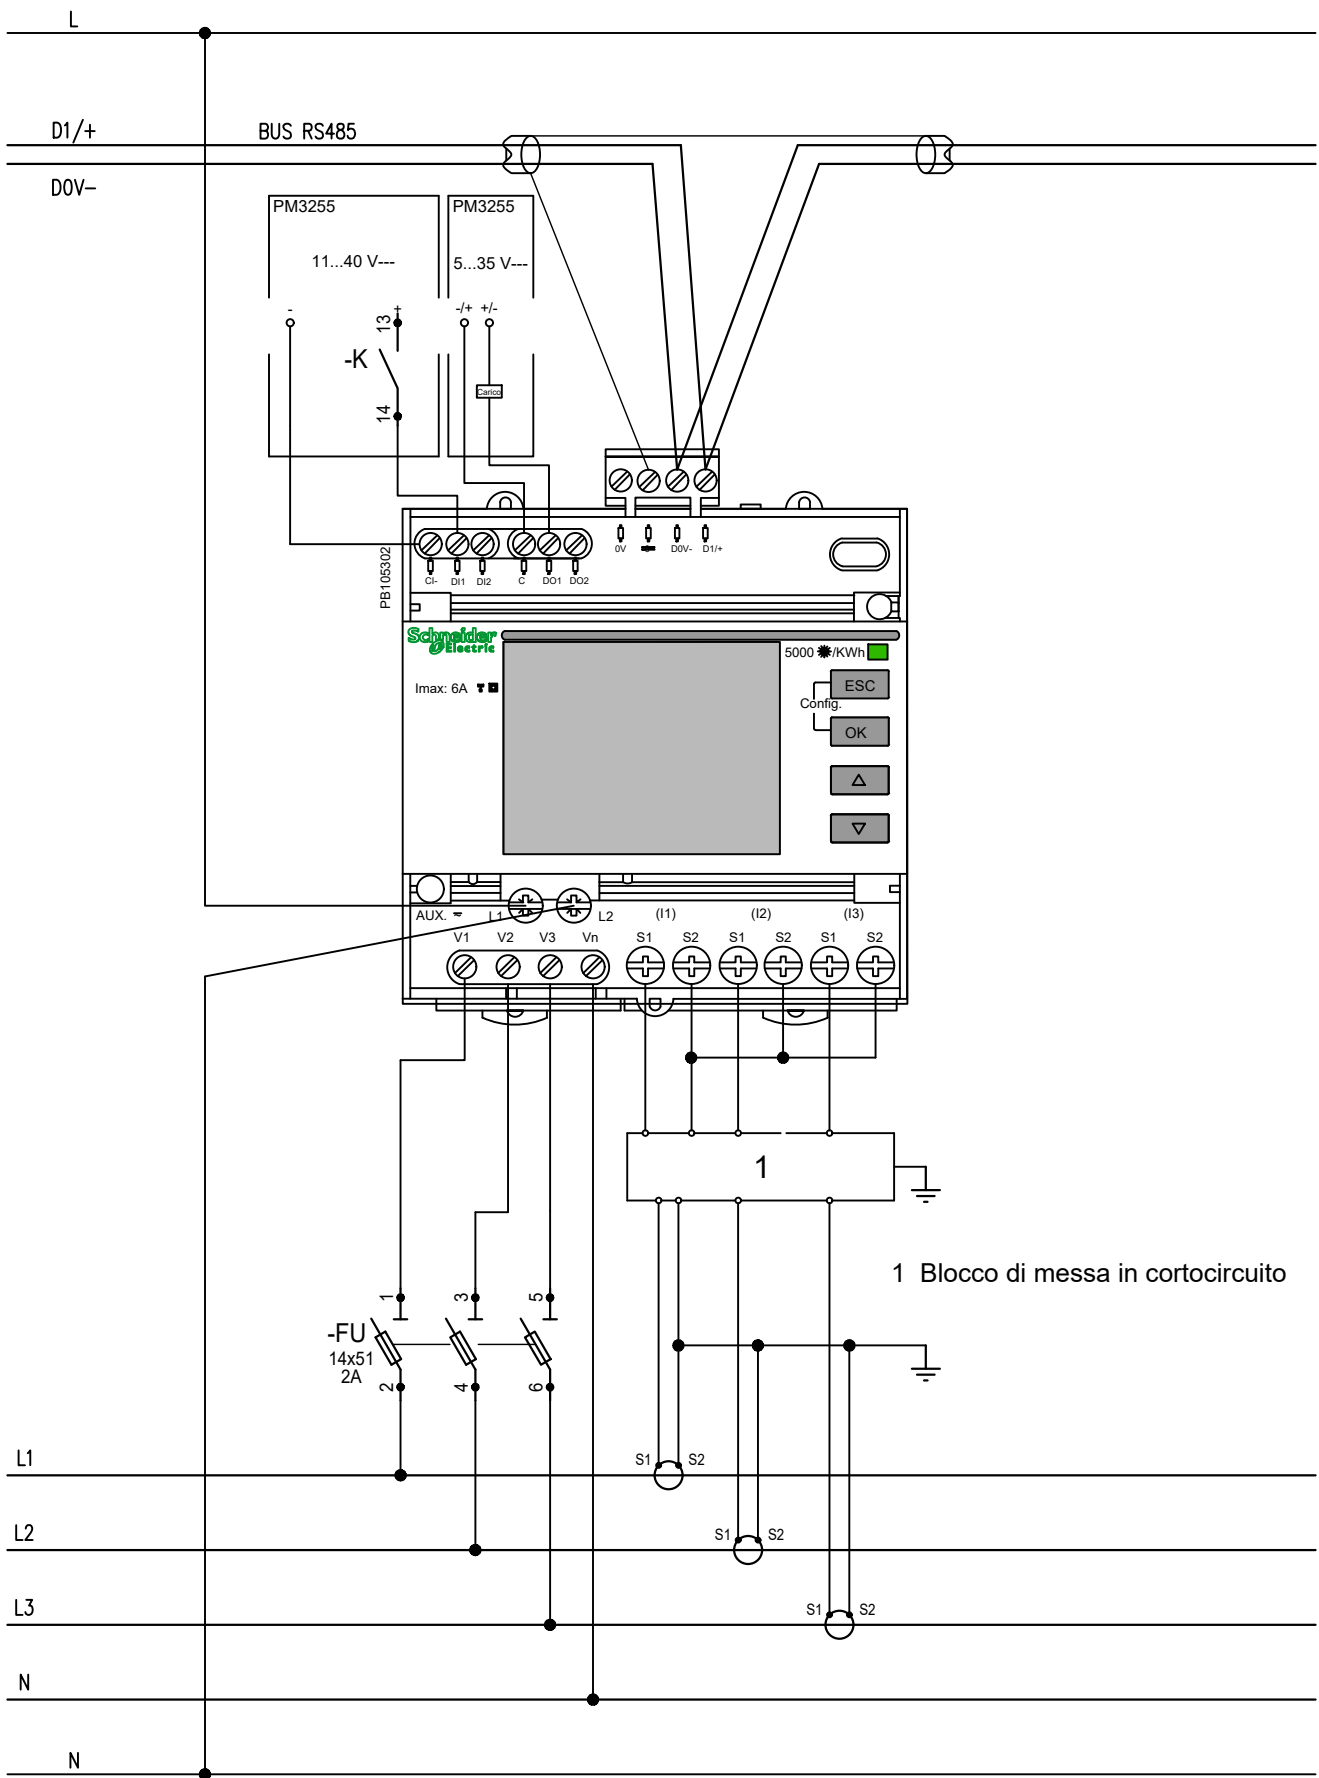 L
D1/+ BUS RS485
D0V-
PM3255 PM3255
11...40 V--- 5...35 V---
- + -/+ +/-
13
-K
Carico
14
PB105302
0V D0V- D1/+
CI- DI1 DI2 C DO1 DO2
Schneider
Electric
5000 /KWh
Imax: 6A
ESC
Config.
OK
AUX. L1 L2 (I1) (I2) (I3)
V1 V2 V3 Vn S1 S2 S1 S2 S1 S2
1
1 Blocco di messa in cortocircuito
1 3 5
-FU
14x51
2A
2 4 6
L1 S1 S2
L2 S1 S2
L3 S1 S2
N
N